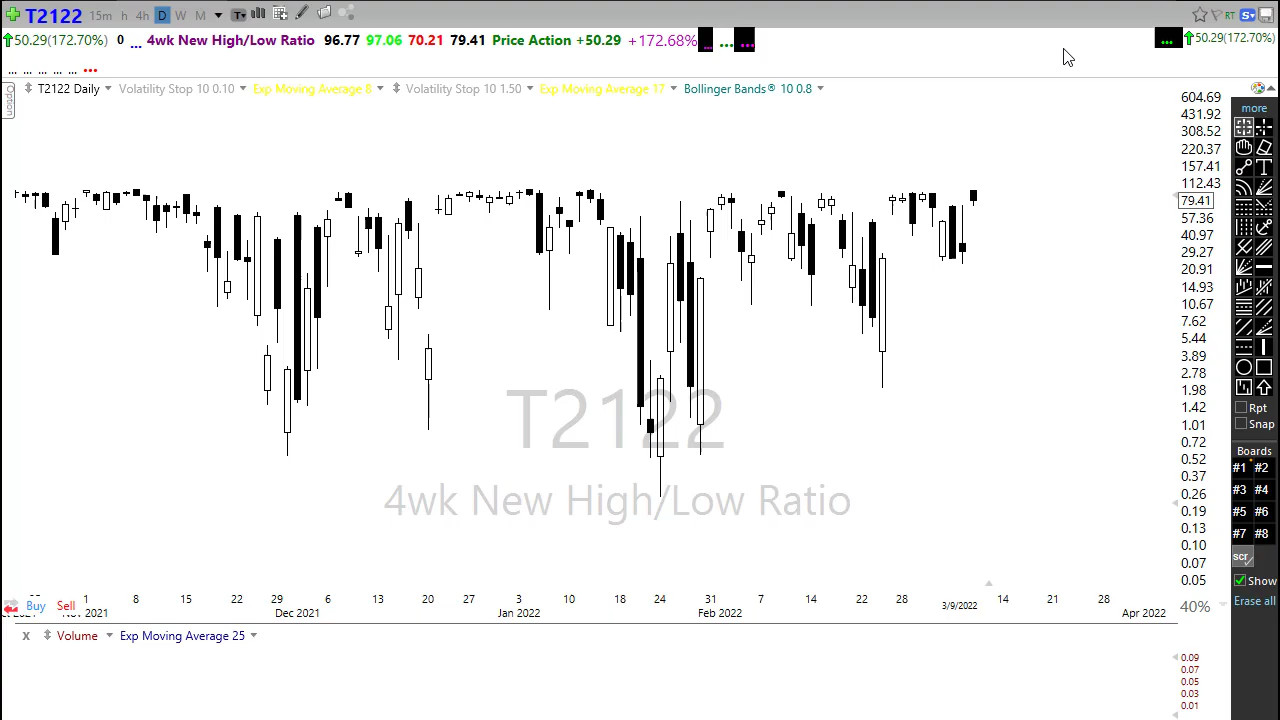 T2122 15m h 4h D W M T RT S
50.29(172.70%) 0 ... 4wk New High/Low Ratio 96.77 97.06 70.21 79.41 Price Action +50.29 +172.68% ... ... ... ... 50.29(172.70%)
... ... ... ... ... ...
Option T2122 Daily Volatility Stop 10 0.10 Exp Moving Average 8 Volatility Stop 10 1.50 Exp Moving Average 17 Bollinger Bands® 10 0.8
604.69
431.92
308.52
220.37
157.41
112.43
79.41
57.36
40.97
29.27
20.91
14.93
10.67
7.62
5.44
3.89
2.78
1.98
1.42
1.01
0.72
0.52
0.37
0.26
0.19
0.13
0.10
0.07
0.05
more
T
Rpt
Snap
Boards
#1 #2
#3 #4
#5 #6
#7 #8
scr
Show
Erase all
T2122
4wk New High/Low Ratio
Buy Sell
1 8 15 22 29 6 13 20 27 3 10 18 24 31 7 14 22 28 3/9/2022 14 21 28
Nov 2021 Dec 2021 Jan 2022 Feb 2022 Apr 2022
40%
x Volume Exp Moving Average 25
0.09
0.07
0.05
0.03
0.01